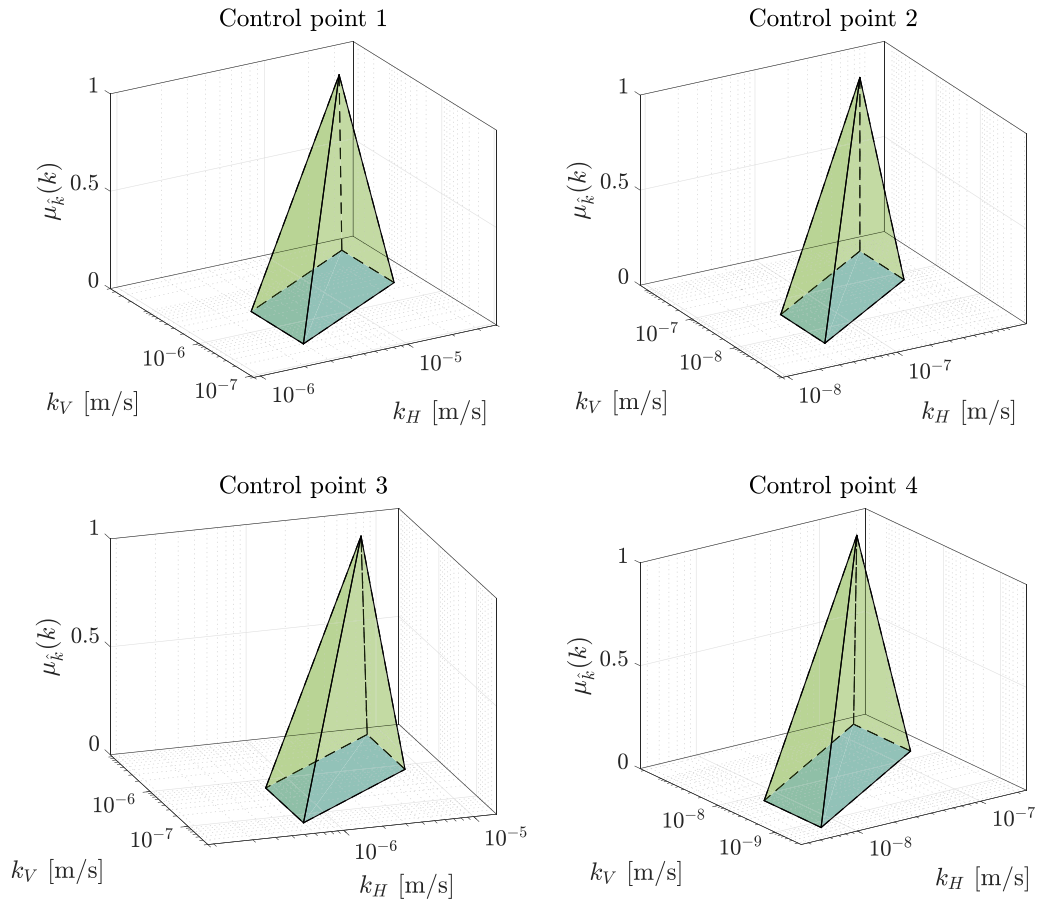 Control point 1
1
0.5
0
μ_k̂(k)
10⁻⁶
10⁻⁷
k_V [m/s]
10⁻⁶
10⁻⁵
k_H [m/s]
Control point 2
1
0.5
0
μ_k̂(k)
10⁻⁷
10⁻⁸
k_V [m/s]
10⁻⁸
10⁻⁷
k_H [m/s]
Control point 3
1
0.5
0
μ_k̂(k)
10⁻⁶
10⁻⁷
k_V [m/s]
10⁻⁶
10⁻⁵
k_H [m/s]
Control point 4
1
0.5
0
μ_k̂(k)
10⁻⁸
10⁻⁹
k_V [m/s]
10⁻⁸
10⁻⁷
k_H [m/s]